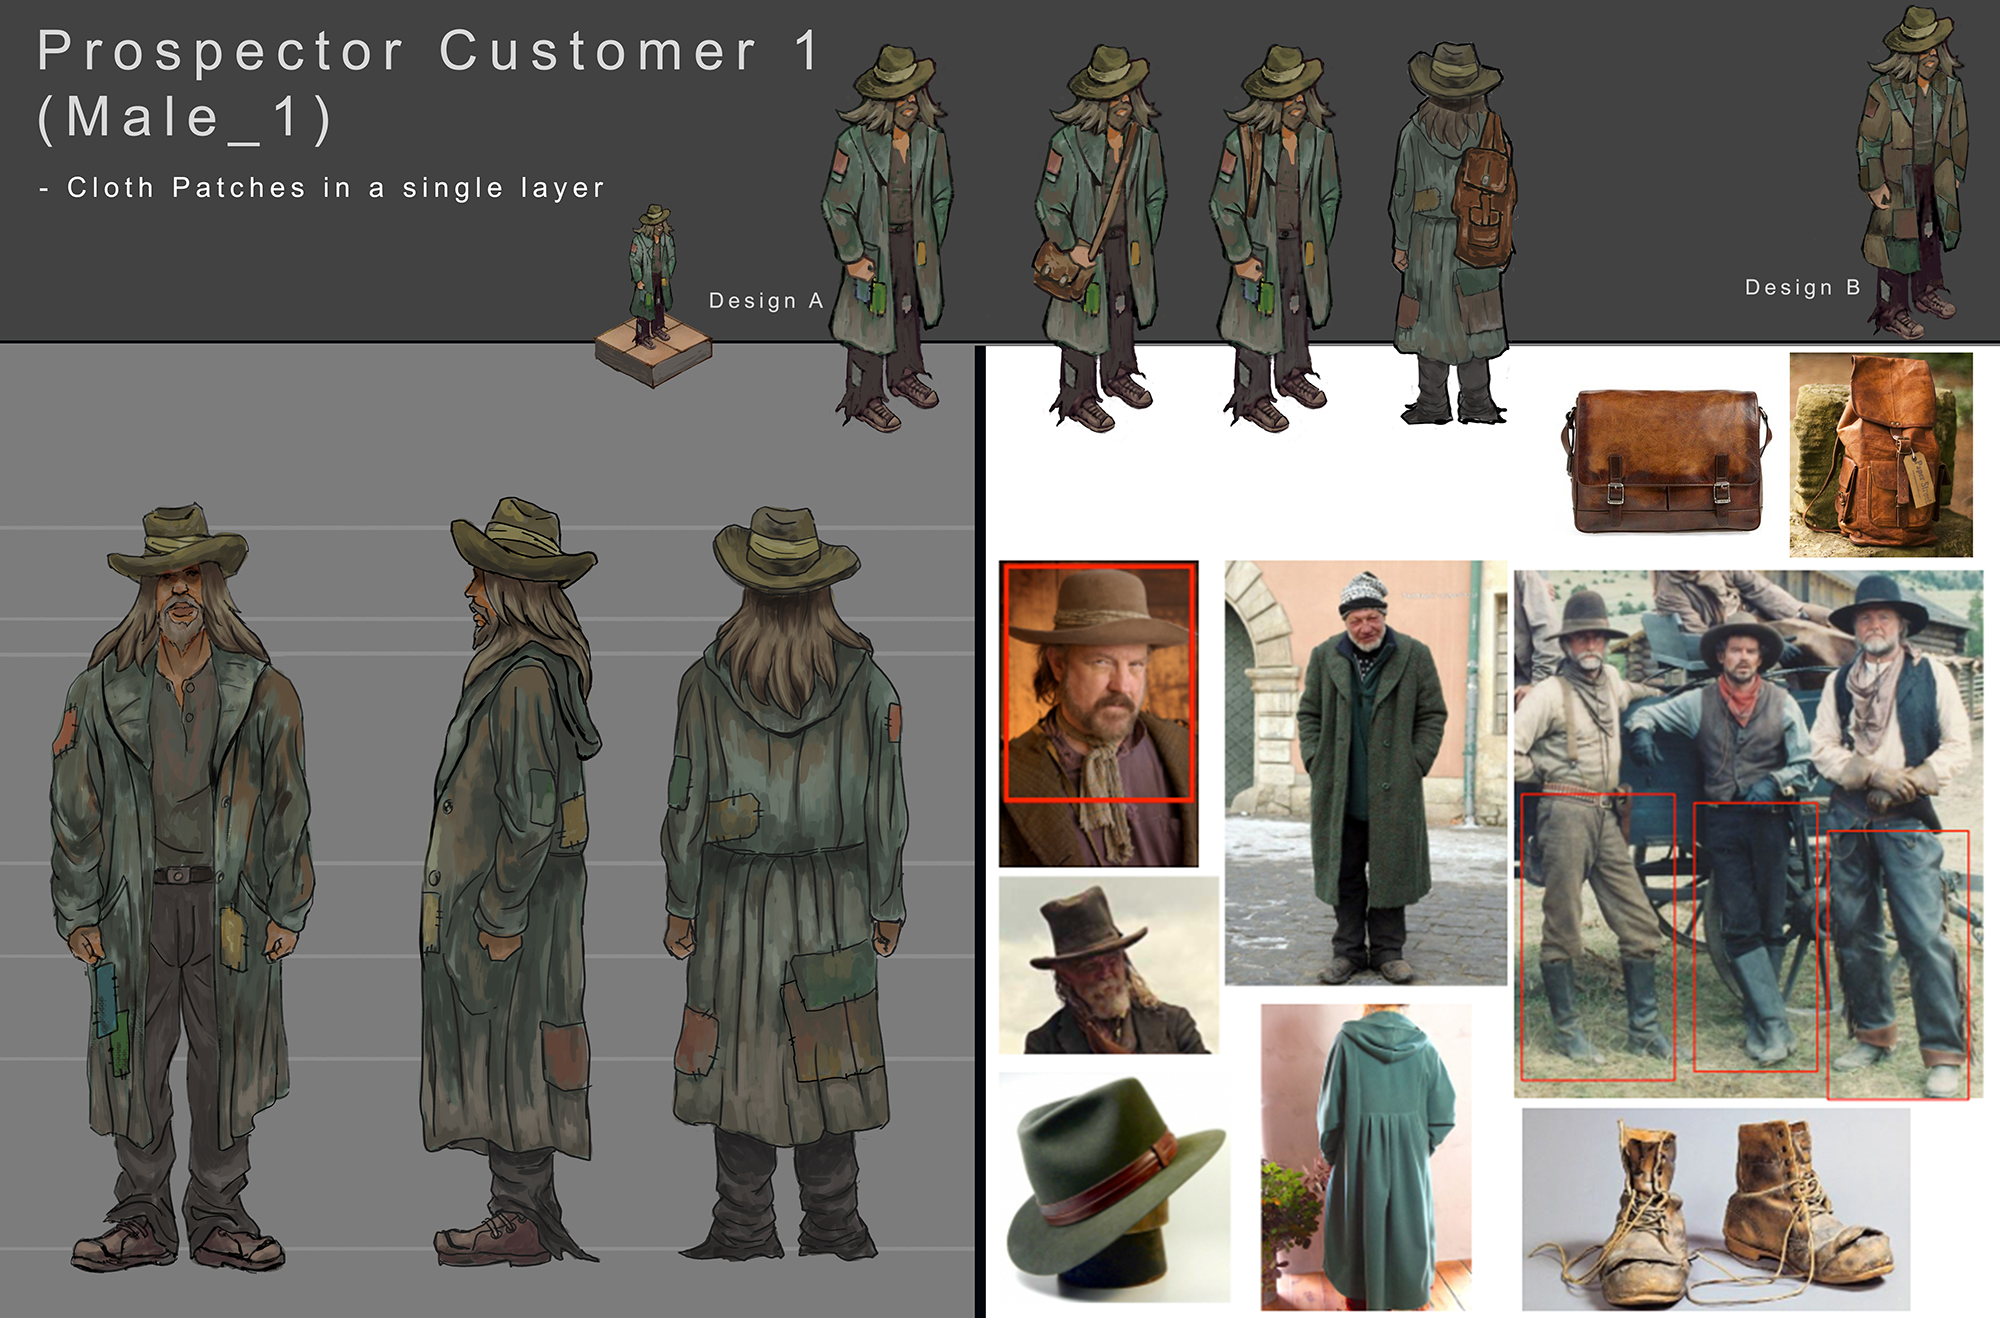 Prospector Customer 1
(Male_1)
- Cloth Patches in a single layer
Design A
Design B